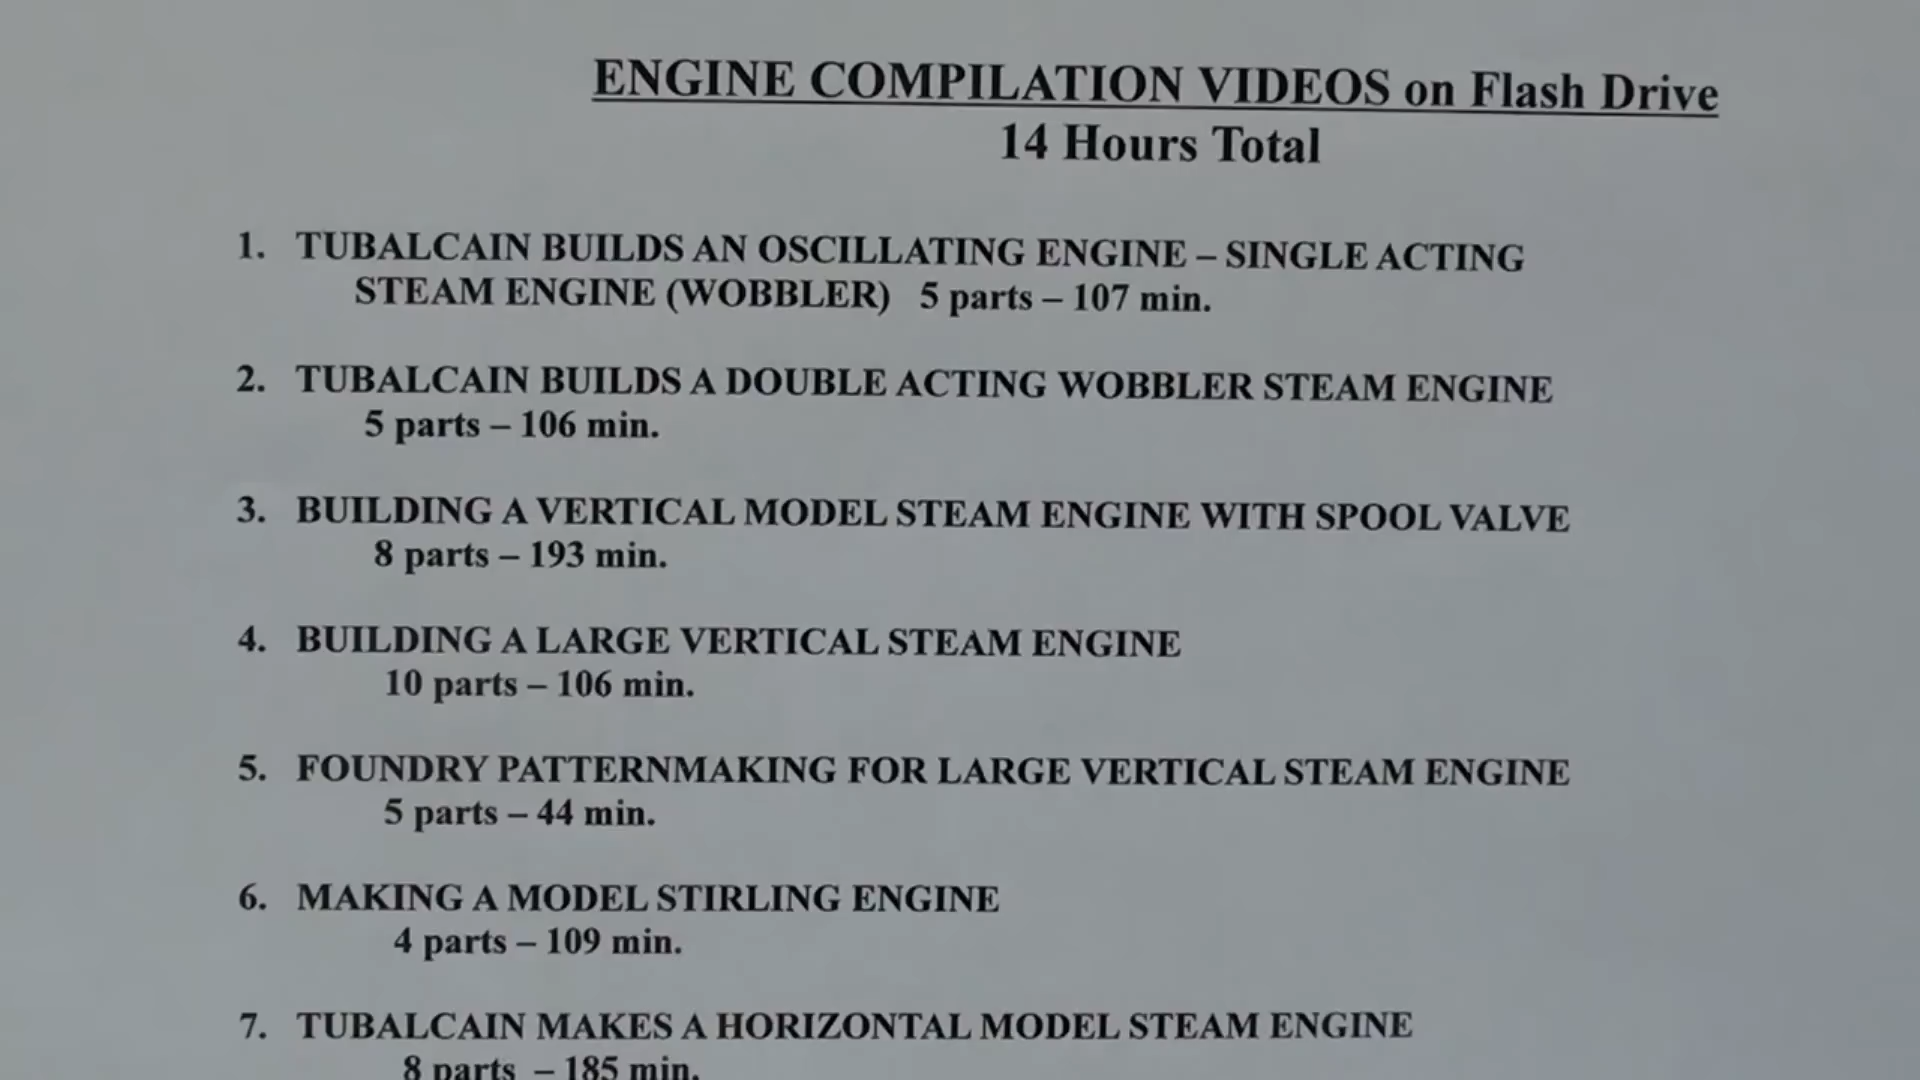 ENGINE COMPILATION VIDEOS on Flash Drive
14 Hours Total
1. TUBALCAIN BUILDS AN OSCILLATING ENGINE – SINGLE ACTING
STEAM ENGINE (WOBBLER) 5 parts – 107 min.
2. TUBALCAIN BUILDS A DOUBLE ACTING WOBBLER STEAM ENGINE
5 parts – 106 min.
3. BUILDING A VERTICAL MODEL STEAM ENGINE WITH SPOOL VALVE
8 parts – 193 min.
4. BUILDING A LARGE VERTICAL STEAM ENGINE
10 parts – 106 min.
5. FOUNDRY PATTERNMAKING FOR LARGE VERTICAL STEAM ENGINE
5 parts – 44 min.
6. MAKING A MODEL STIRLING ENGINE
4 parts – 109 min.
7. TUBALCAIN MAKES A HORIZONTAL MODEL STEAM ENGINE
8 parts – 185 min.